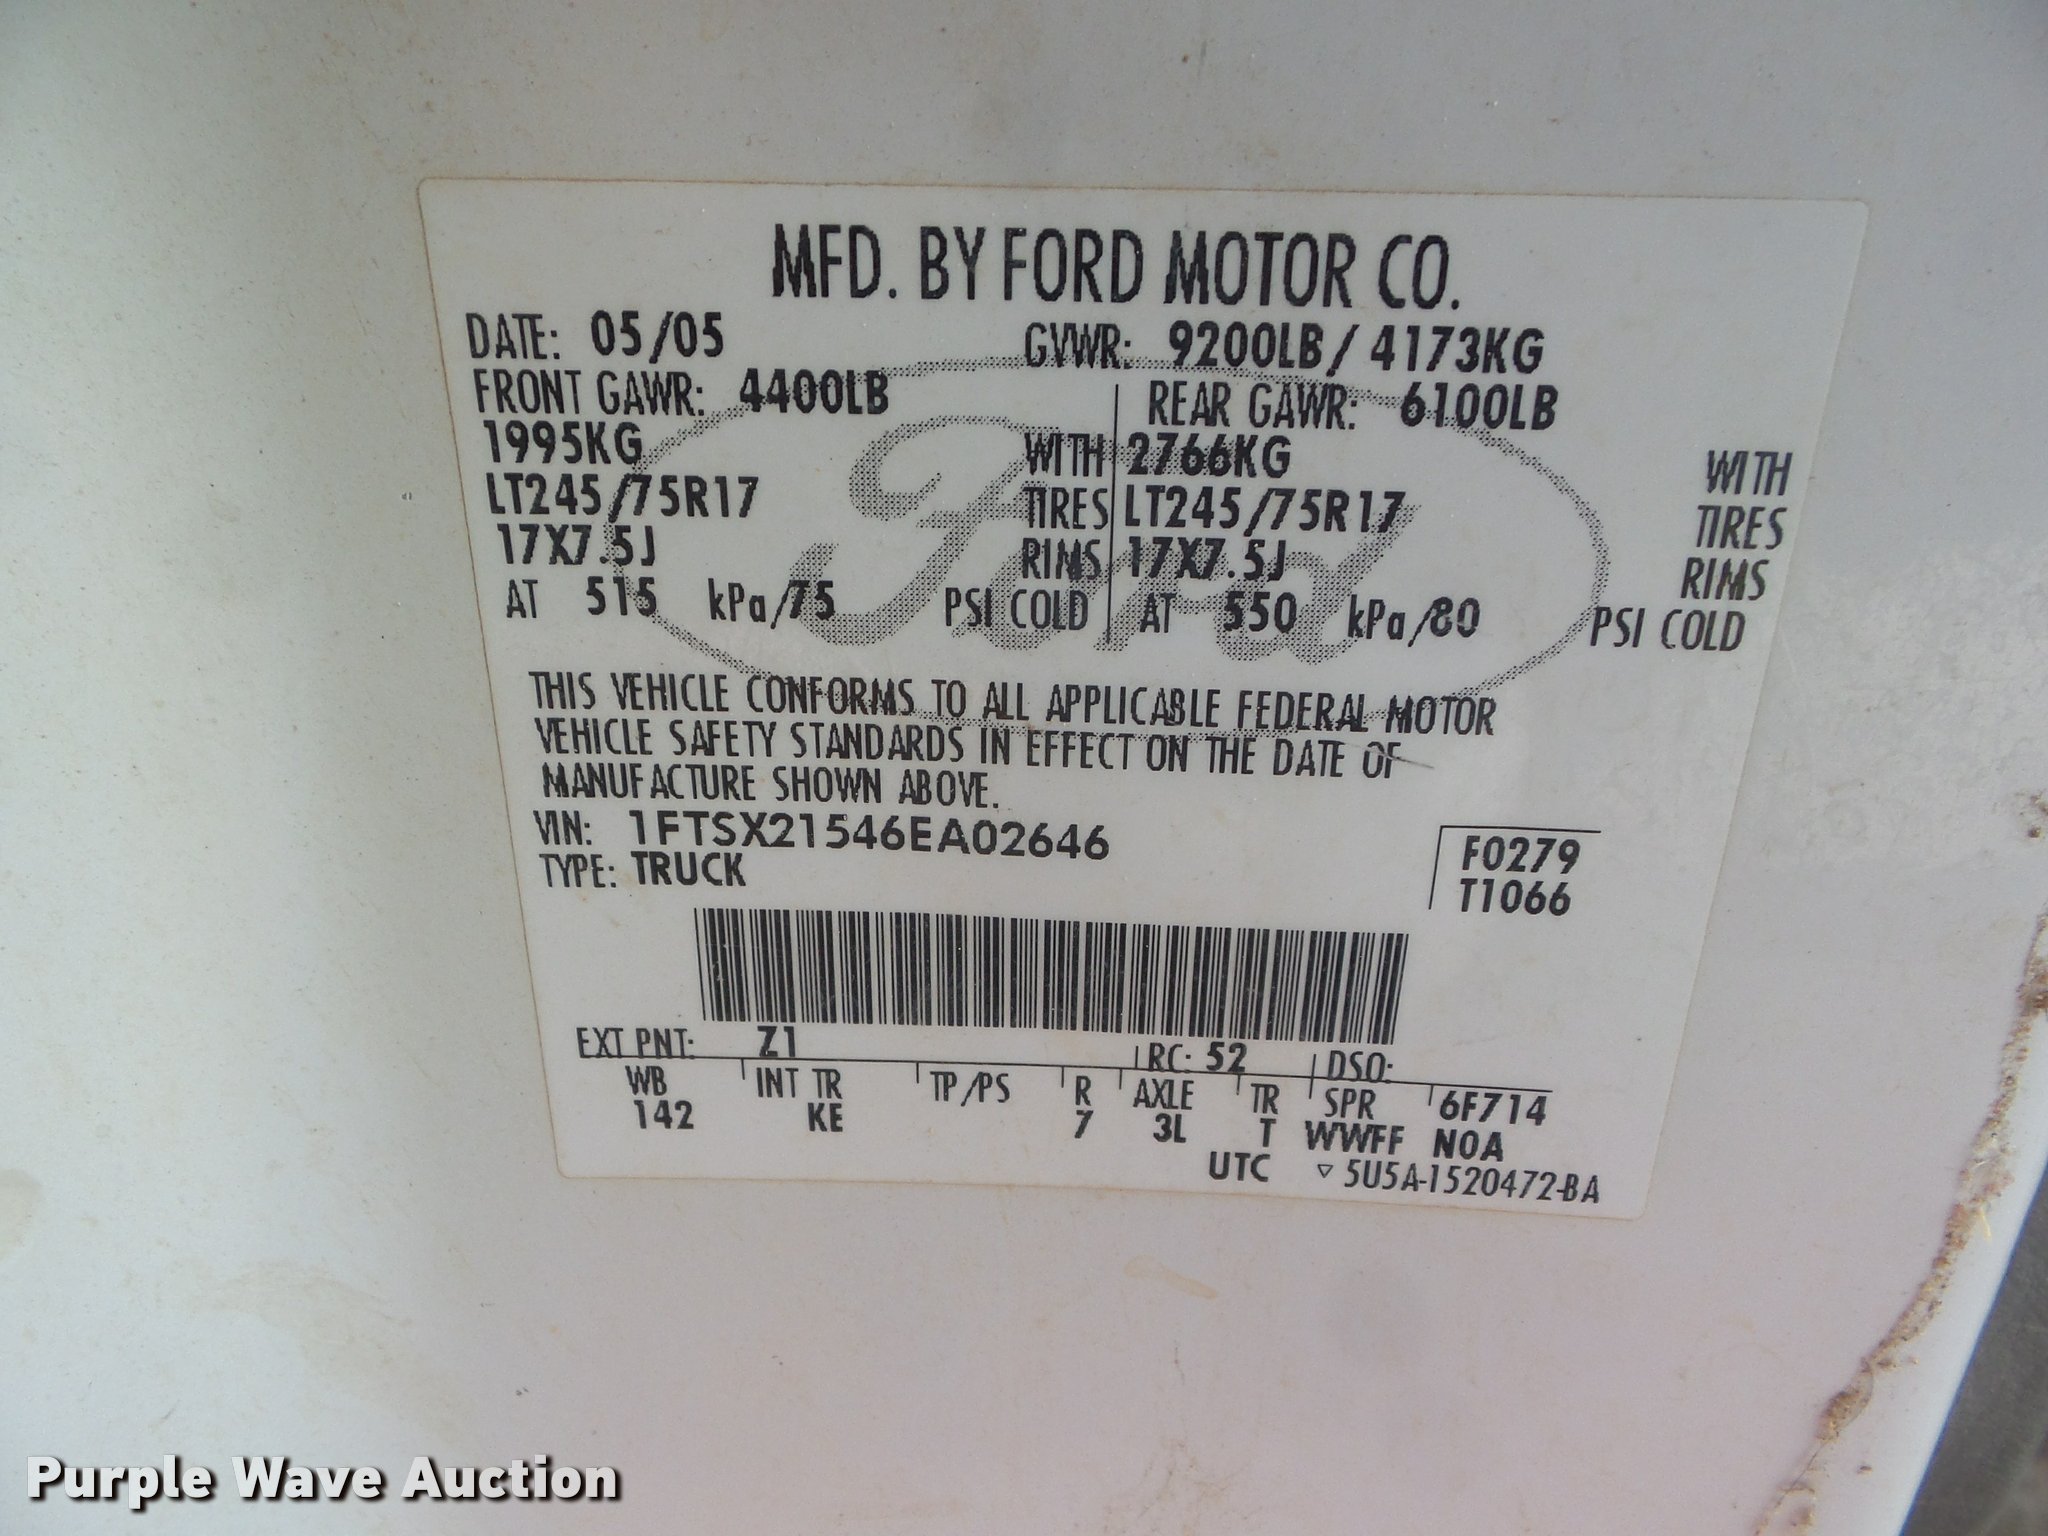 MFD. BY FORD MOTOR CO.
DATE: 05/05 GVWR: 9200LB / 4173KG
FRONT GAWR: 4400LB REAR GAWR: 6100LB
1995KG WITH 2766KG WITH
LT245/75R17 TIRES LT245/75R17 TIRES
17X7.5J RIMS 17X7.5J RIMS
AT 515 kPa/75 PSI COLD AT 550 kPa/80 PSI COLD
Ford
THIS VEHICLE CONFORMS TO ALL APPLICABLE FEDERAL MOTOR
VEHICLE SAFETY STANDARDS IN EFFECT ON THE DATE OF
MANUFACTURE SHOWN ABOVE.
VIN: 1FTSX21546EA02646
TYPE: TRUCK
F0279
T1066
EXT PNT: Z1 RC: 52 DSO:
WB INT TR TP/PS R AXLE TR SPR 6F714
142 KE 7 3L T WWFF N0A
UTC ▽ 5U5A-1520472-BA
Purple Wave Auction